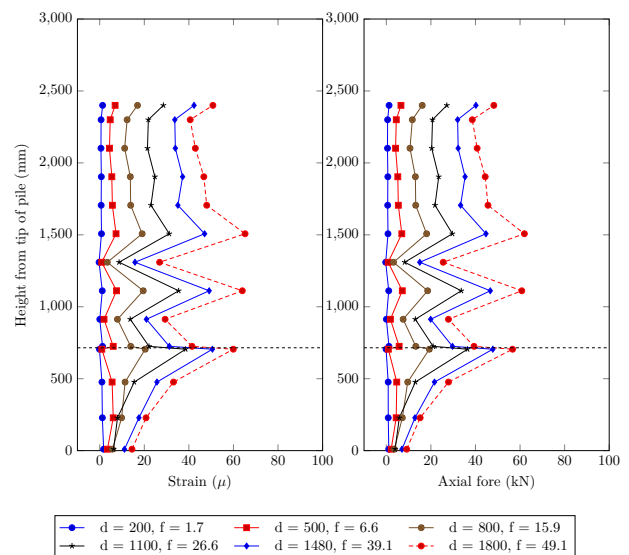 3,000
3,000
2,500
2,500
2,000
2,000
1,500
1,500
1,000
1,000
500
500
0
0
Height from tip of pile (mm)
0 20 40 60 80 100
0 20 40 60 80 100
Strain (μ)
Axial fore (kN)
d = 200, f = 1.7 d = 500, f = 6.6 d = 800, f = 15.9
d = 1100, f = 26.6 d = 1480, f = 39.1 d = 1800, f = 49.1